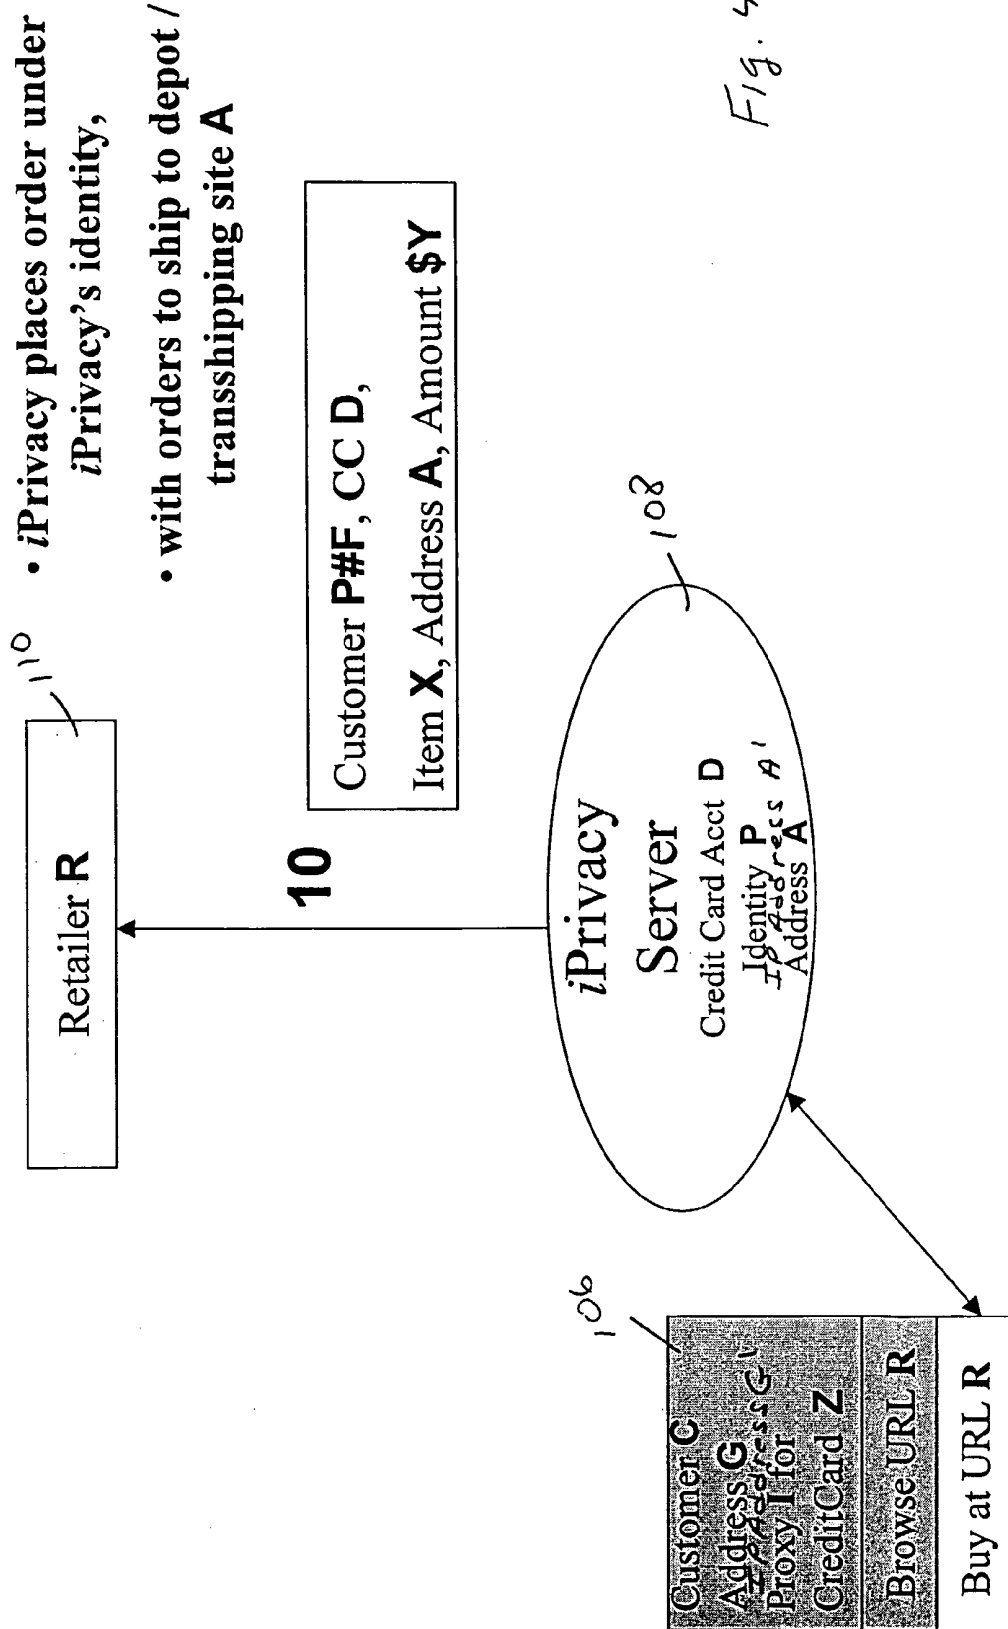 Retailer R
110
• iPrivacy places order under
iPrivacy's identity,
• with orders to ship to depot /
transshipping site A
10
Customer P#F, CC D,
Item X, Address A, Amount $Y
iPrivacy
Server
Credit Card Acct D
Identity P
IP Address A'
Address A
108
106
Customer C
Address G
IP Address G'
Proxy I for
CreditCard Z
Browse URL R
Buy at URL R
Fig.